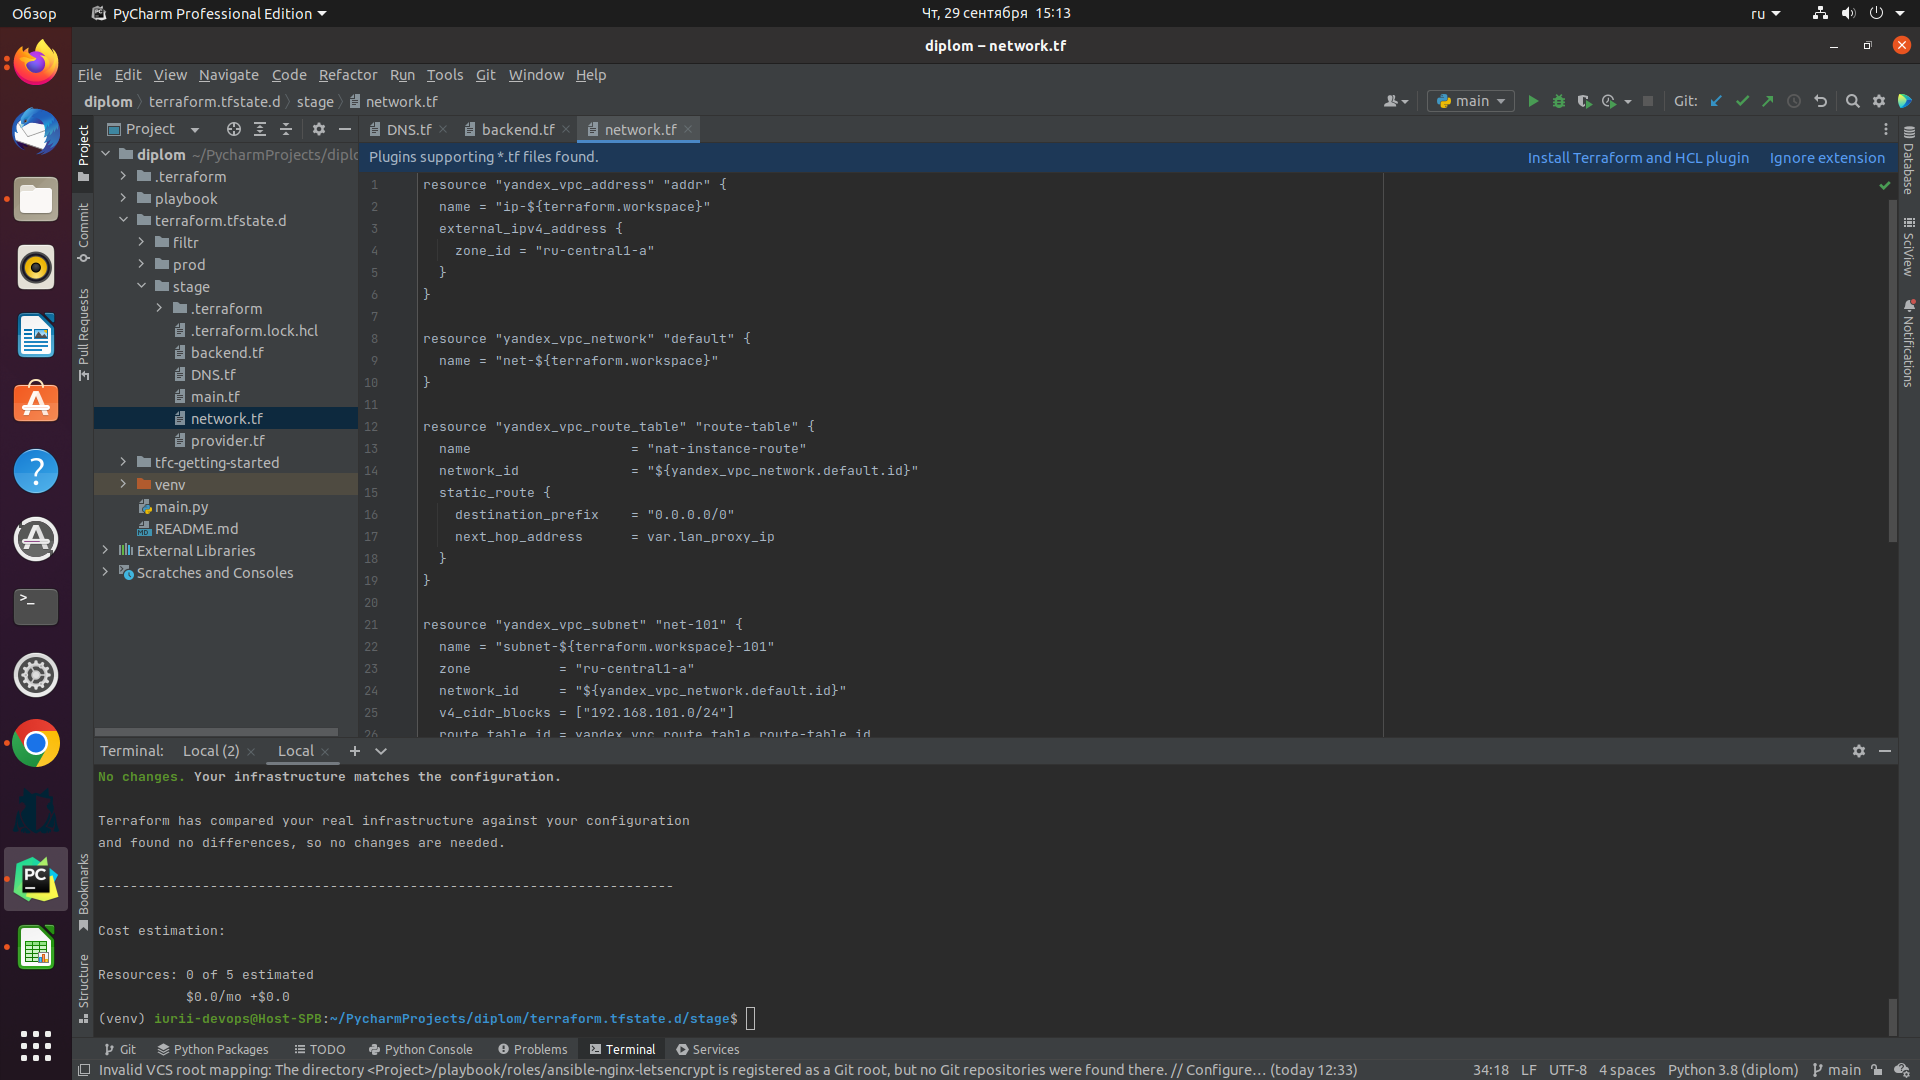 Обзор
PyCharm Professional Edition
Чт, 29 сентября 15:13
ru
diplom – network.tf
File Edit View Navigate Code Refactor Run Tools Git Window Help
diplom terraform.tfstate.d stage network.tf
main
Git:
Project
DNS.tf
backend.tf
network.tf
Plugins supporting *.tf files found.
Install Terraform and HCL plugin
Ignore extension
Project
Commit
Pull Requests
Bookmarks
Structure
diplom ~/PycharmProjects/diplo
.terraform
playbook
terraform.tfstate.d
filtr
prod
stage
.terraform
.terraform.lock.hcl
backend.tf
DNS.tf
main.tf
network.tf
provider.tf
tfc-getting-started
venv
main.py
README.md
External Libraries
Scratches and Consoles
1 resource "yandex_vpc_address" "addr" {
2 name = "ip-${terraform.workspace}"
3 external_ipv4_address {
4 zone_id = "ru-central1-a"
5 }
6 }
7
8 resource "yandex_vpc_network" "default" {
9 name = "net-${terraform.workspace}"
10 }
11
12 resource "yandex_vpc_route_table" "route-table" {
13 name = "nat-instance-route"
14 network_id = "${yandex_vpc_network.default.id}"
15 static_route {
16 destination_prefix = "0.0.0.0/0"
17 next_hop_address = var.lan_proxy_ip
18 }
19 }
20
21 resource "yandex_vpc_subnet" "net-101" {
22 name = "subnet-${terraform.workspace}-101"
23 zone = "ru-central1-a"
24 network_id = "${yandex_vpc_network.default.id}"
25 v4_cidr_blocks = ["192.168.101.0/24"]
26 route_table_id = yandex_vpc_route_table.route-table.id
Database
SciView
Notifications
Terminal: Local (2) Local
No changes. Your infrastructure matches the configuration.
Terraform has compared your real infrastructure against your configuration
and found no differences, so no changes are needed.
------------------------------------------------------------------------
Cost estimation:
Resources: 0 of 5 estimated
$0.0/mo +$0.0
(venv) iurii-devops@Host-SPB:~/PycharmProjects/diplom/terraform.tfstate.d/stage$
Git Python Packages TODO Python Console Problems Terminal Services
Invalid VCS root mapping: The directory <Project>/playbook/roles/ansible-nginx-letsencrypt is registered as a Git root, but no Git repositories were found there. // Configure… (today 12:33)
34:18 LF UTF-8 4 spaces Python 3.8 (diplom) main